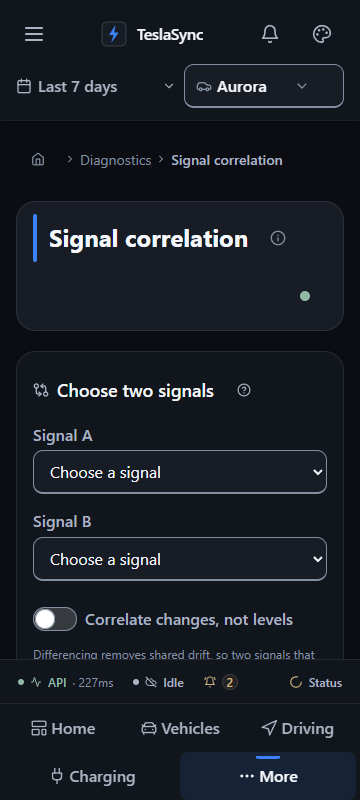 TeslaSync
Last 7 days
Aurora
Diagnostics
Signal correlation
Signal correlation
Choose two signals
Signal A
Choose a signal
Signal B
Choose a signal
Correlate changes, not levels
Differencing removes shared drift, so two signals that
API · 227ms
Idle
2
Status
Home
Vehicles
Driving
Charging
More